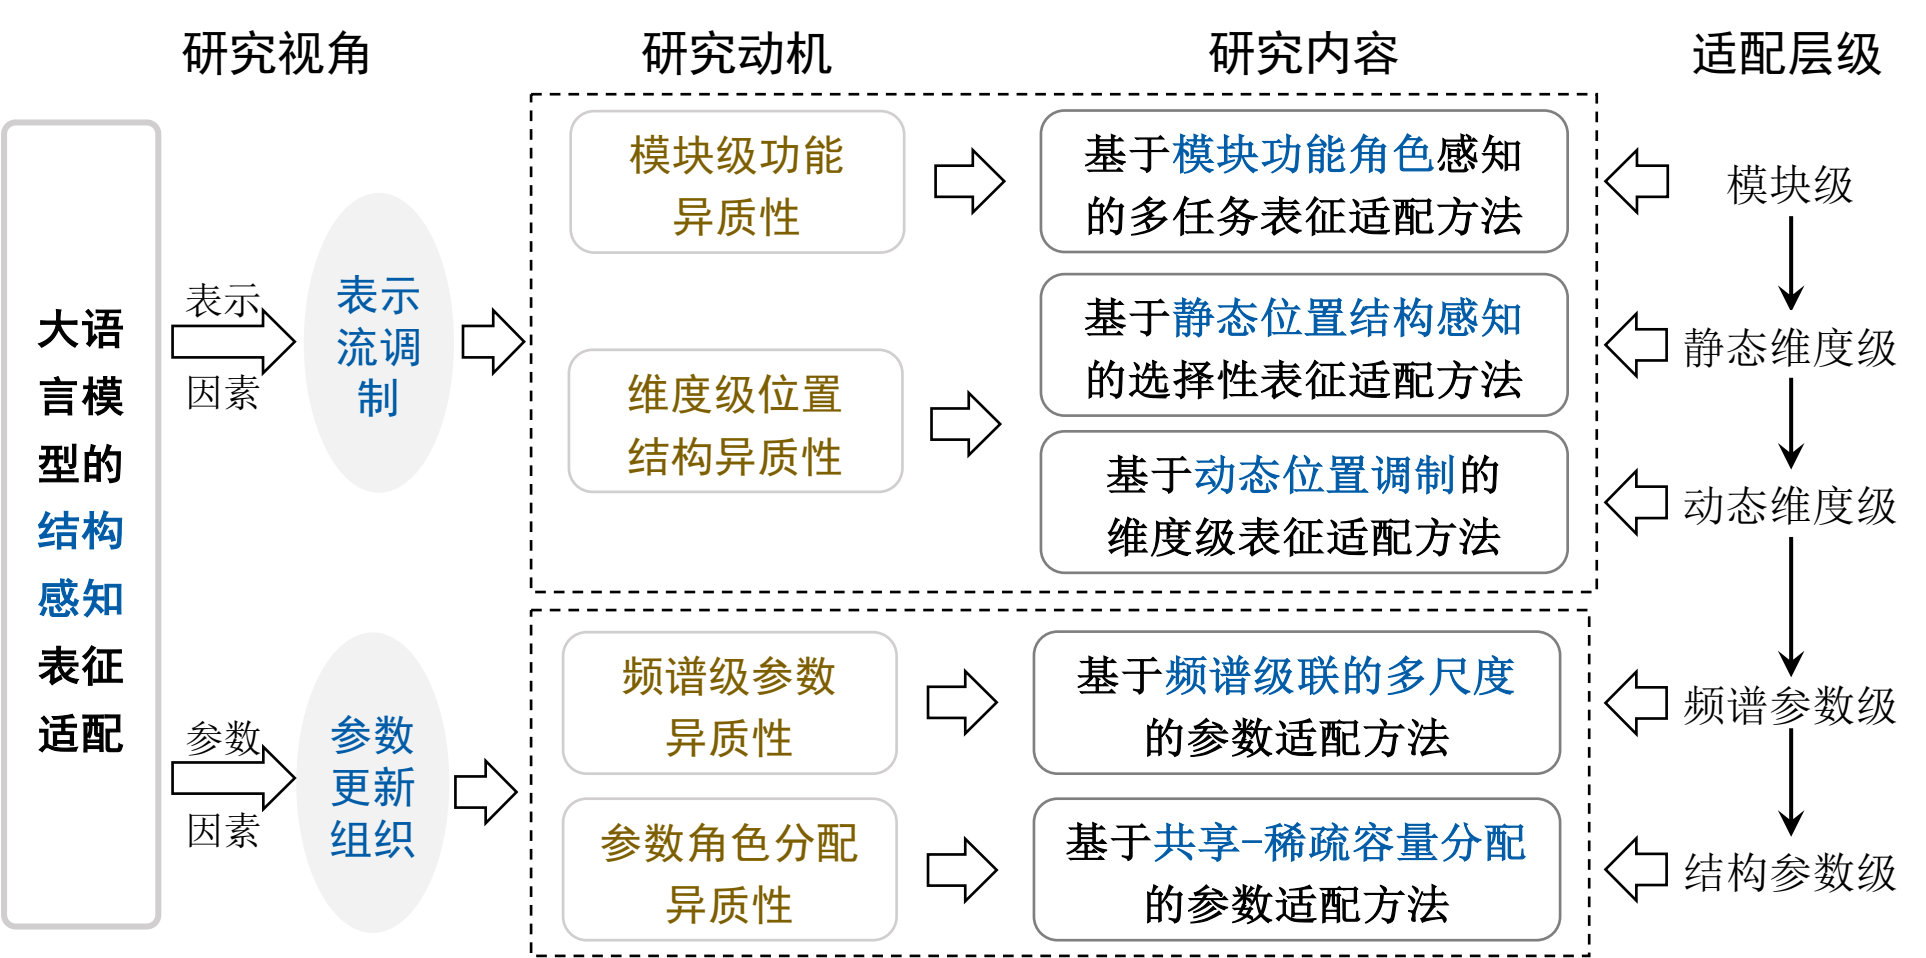 研究视角
研究动机
研究内容
适配层级
大语
言模
型的
结构
感知
表征
适配
表示
因素
表示
流调
制
模块级功能
异质性
基于模块功能角色感知
的多任务表征适配方法
模块级
维度级位置
结构异质性
基于静态位置结构感知
的选择性表征适配方法
静态维度级
基于动态位置调制的
维度级表征适配方法
动态维度级
参数
因素
参数
更新
组织
频谱级参数
异质性
基于频谱级联的多尺度
的参数适配方法
频谱参数级
参数角色分配
异质性
基于共享-稀疏容量分配
的参数适配方法
结构参数级